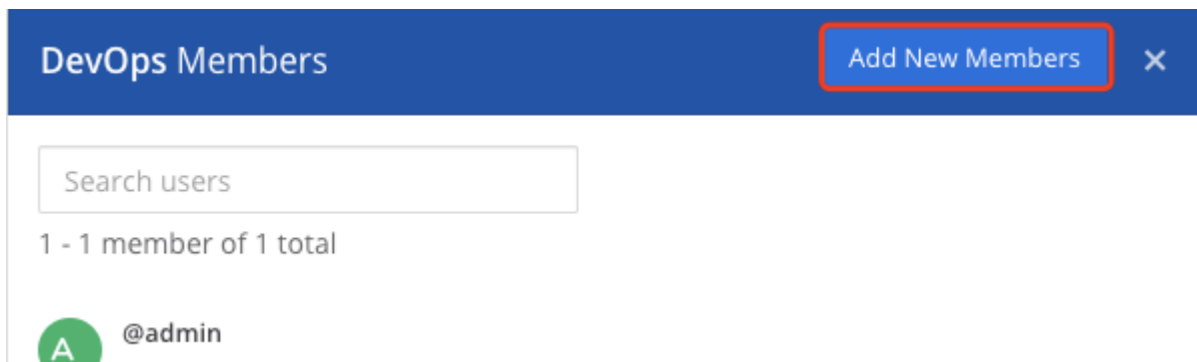 DevOps Members
Add New Members ×
Search users
1 - 1 member of 1 total
A
@admin